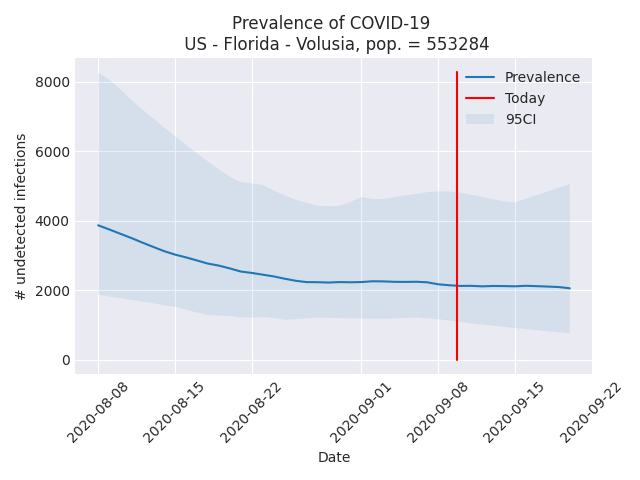 Prevalence of COVID-19
US - Florida - Volusia, pop. = 553284
Prevalence
Today
95CI
# undetected infections
8000
6000
4000
2000
0
2020-08-08
2020-08-15
2020-08-22
2020-09-01
2020-09-08
2020-09-15
2020-09-22
Date